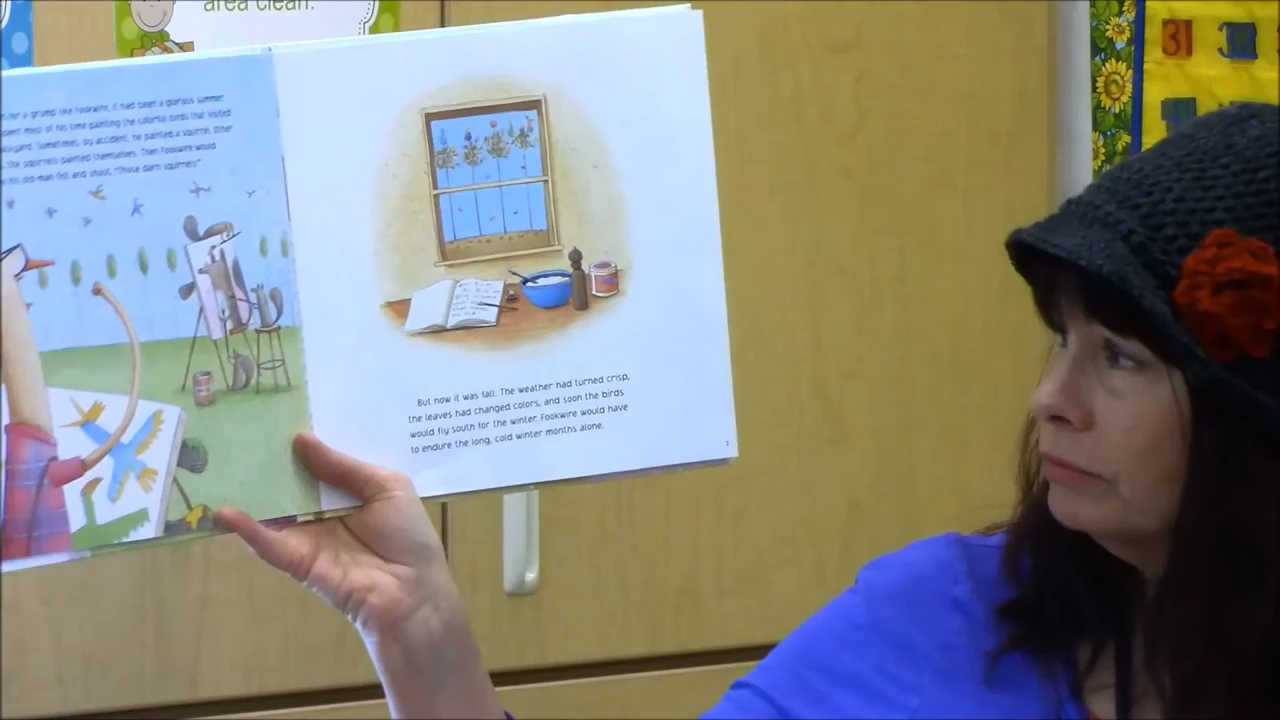 area clean.
31 32
for a grump like Fookwire, it had been a glorious summer
spent most of his time painting the colorful birds that visited
backyard. Sometimes, by accident, he painted a squirrel. Other
the squirrels painted themselves. Then Fookwire would
his old-man fist and shout, "Those darn squirrels!"
But now it was fall. The weather had turned crisp,
the leaves had changed colors, and soon the birds
would fly south for the winter. Fookwire would have
to endure the long, cold winter months alone.
7